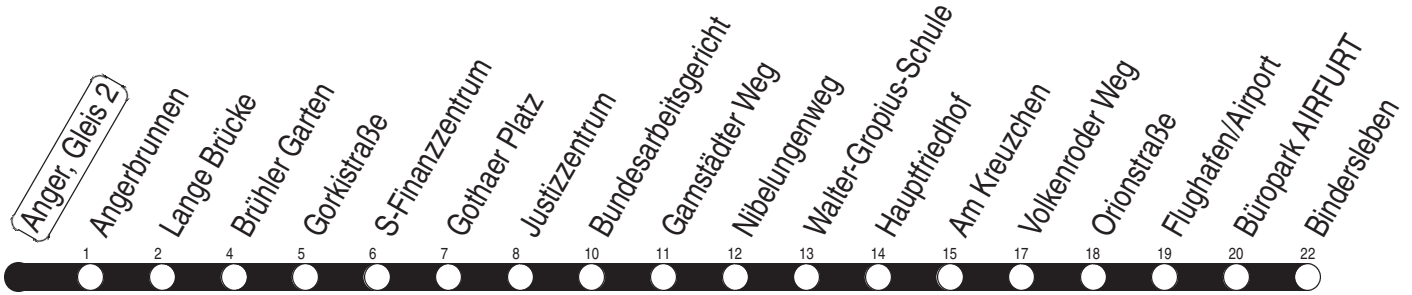 Anger, Gleis 2
Angerbrunnen
Lange Brücke
Brühler Garten
Gorkistraße
S-Finanzzentrum
Gothaer Platz
Justizzentrum
Bundesarbeitsgericht
Gamstädter Weg
Nibelungenweg
Walter-Gropius-Schule
Hauptfriedhof
Am Kreuzchen
Volkenroder Weg
Orionstraße
Flughafen/Airport
Büropark AIRFURT
Bindersleben
1 2 4 5 6 7 8 10 11 12 13 14 15 17 18 19 20 22